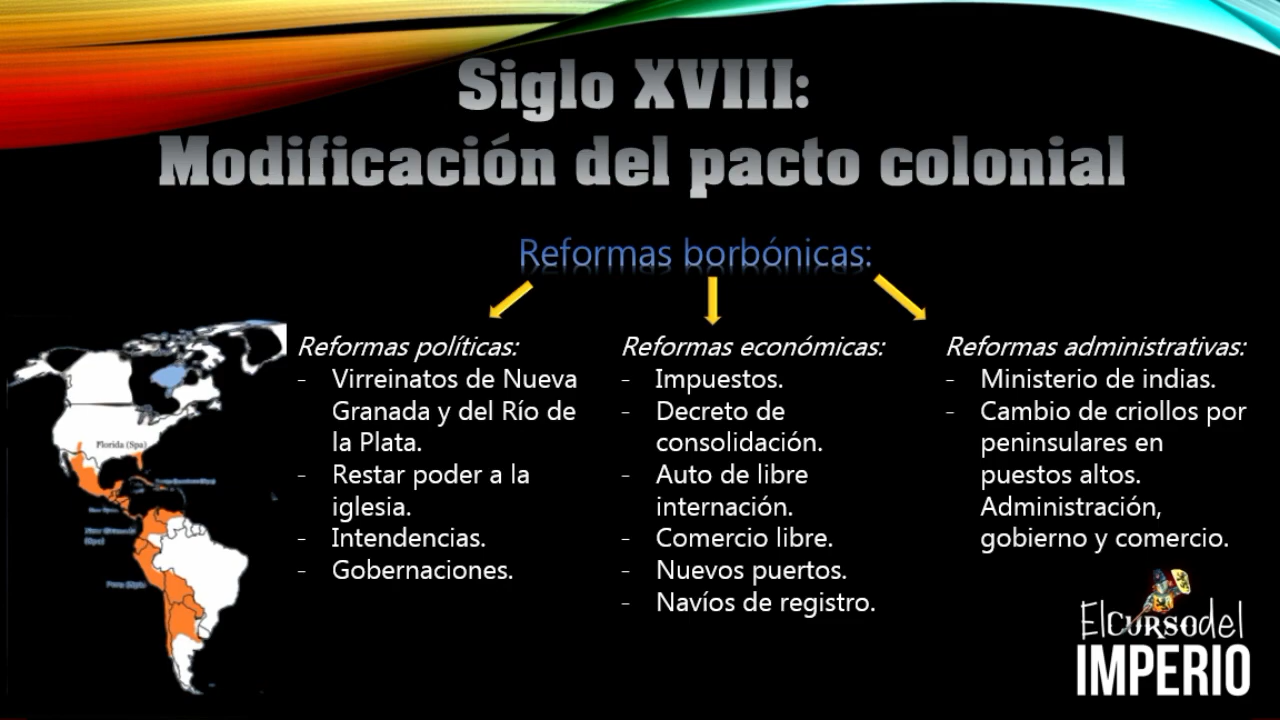 Siglo XVIII:
Modificación del pacto colonial
Reformas borbónicas:
Reformas políticas:
- Virreinatos de Nueva
Granada y del Río de
la Plata.
- Restar poder a la
iglesia.
- Intendencias.
- Gobernaciones.
Reformas económicas:
- Impuestos.
- Decreto de
consolidación.
- Auto de libre
internación.
- Comercio libre.
- Nuevos puertos.
- Navíos de registro.
Reformas administrativas:
- Ministerio de indias.
- Cambio de criollos por
peninsulares en
puestos altos.
Administración,
gobierno y comercio.
Florida (Spa)
El CURSO del
IMPERIO